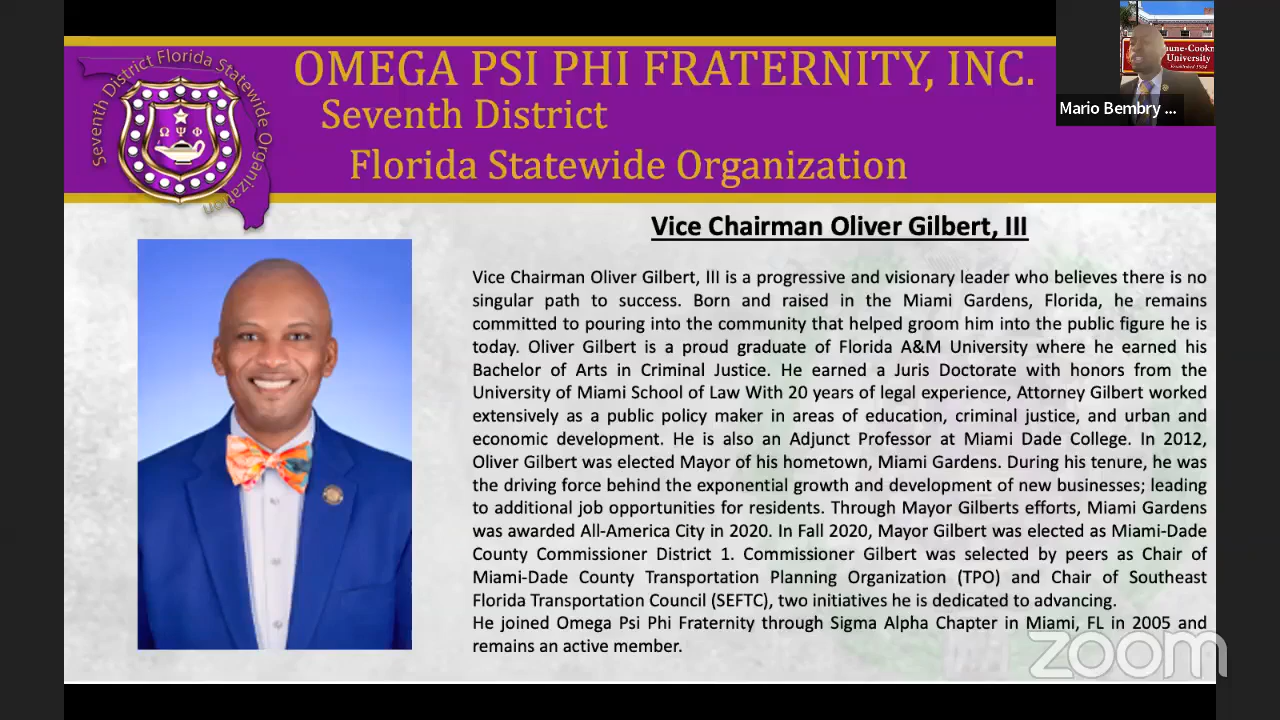 OMEGA PSI PHI FRATERNITY, INC.
Seventh District
Florida Statewide Organization
Seventh District Florida Statewide Organization
Ω Ψ Φ
une-Cookm
University
Established 1904
Mario Bembry ...
Vice Chairman Oliver Gilbert, III
Vice Chairman Oliver Gilbert, III is a progressive and visionary leader who believes there is no
singular path to success. Born and raised in the Miami Gardens, Florida, he remains
committed to pouring into the community that helped groom him into the public figure he is
today. Oliver Gilbert is a proud graduate of Florida A&M University where he earned his
Bachelor of Arts in Criminal Justice. He earned a Juris Doctorate with honors from the
University of Miami School of Law With 20 years of legal experience, Attorney Gilbert worked
extensively as a public policy maker in areas of education, criminal justice, and urban and
economic development. He is also an Adjunct Professor at Miami Dade College. In 2012,
Oliver Gilbert was elected Mayor of his hometown, Miami Gardens. During his tenure, he was
the driving force behind the exponential growth and development of new businesses; leading
to additional job opportunities for residents. Through Mayor Gilberts efforts, Miami Gardens
was awarded All-America City in 2020. In Fall 2020, Mayor Gilbert was elected as Miami-Dade
County Commissioner District 1. Commissioner Gilbert was selected by peers as Chair of
Miami-Dade County Transportation Planning Organization (TPO) and Chair of Southeast
Florida Transportation Council (SEFTC), two initiatives he is dedicated to advancing.
He joined Omega Psi Phi Fraternity through Sigma Alpha Chapter in Miami, FL in 2005 and
remains an active member.
zoom